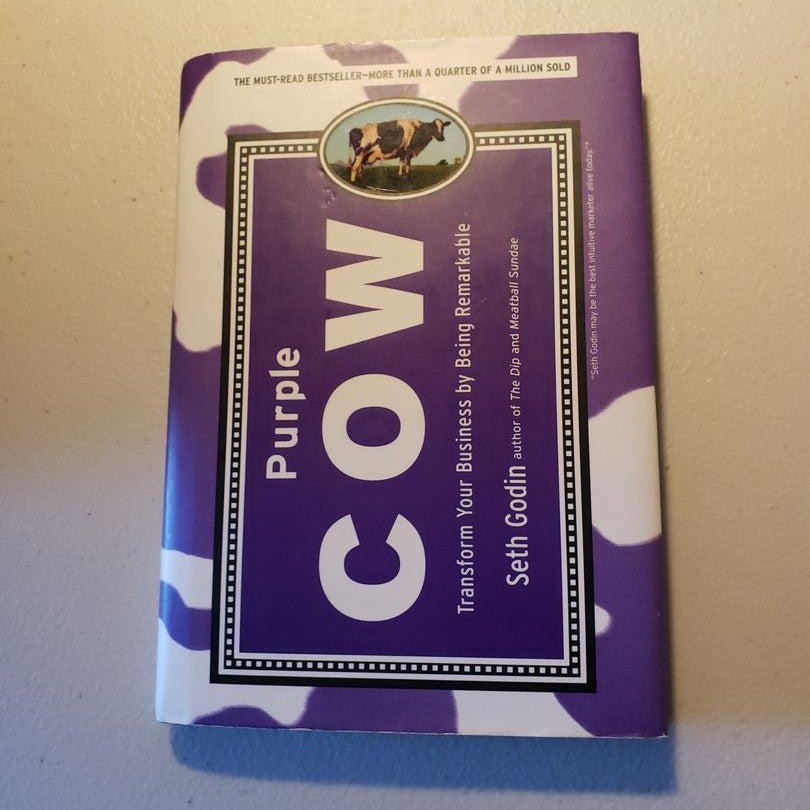 THE MUST-READ BESTSELLER—MORE THAN A QUARTER OF A MILLION SOLD
Purple
COW
Transform Your Business by Being Remarkable
Seth Godin author of The Dip and Meatball Sundae
"Seth Godin may be the best intuitive marketer alive today."*